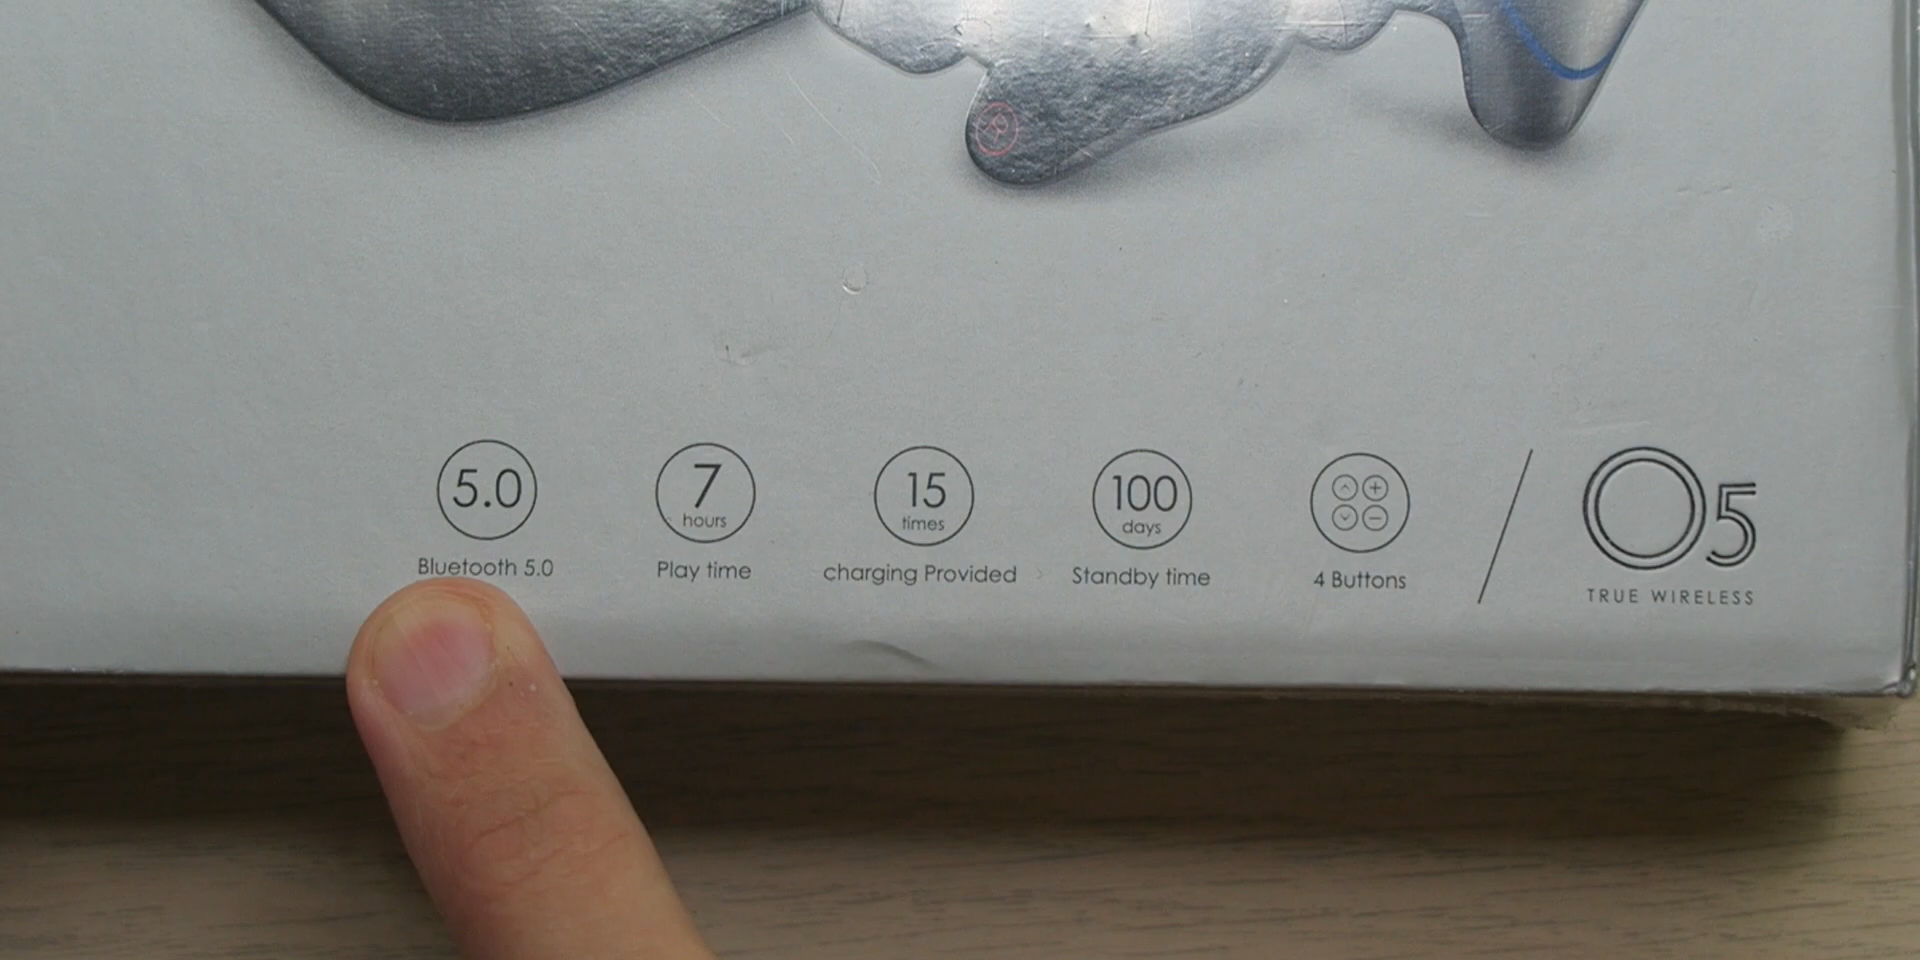 5.0
Bluetooth 5.0
7
hours
Play time
15
times
charging Provided
100
days
Standby time
4 Buttons
O5
TRUE WIRELESS
R